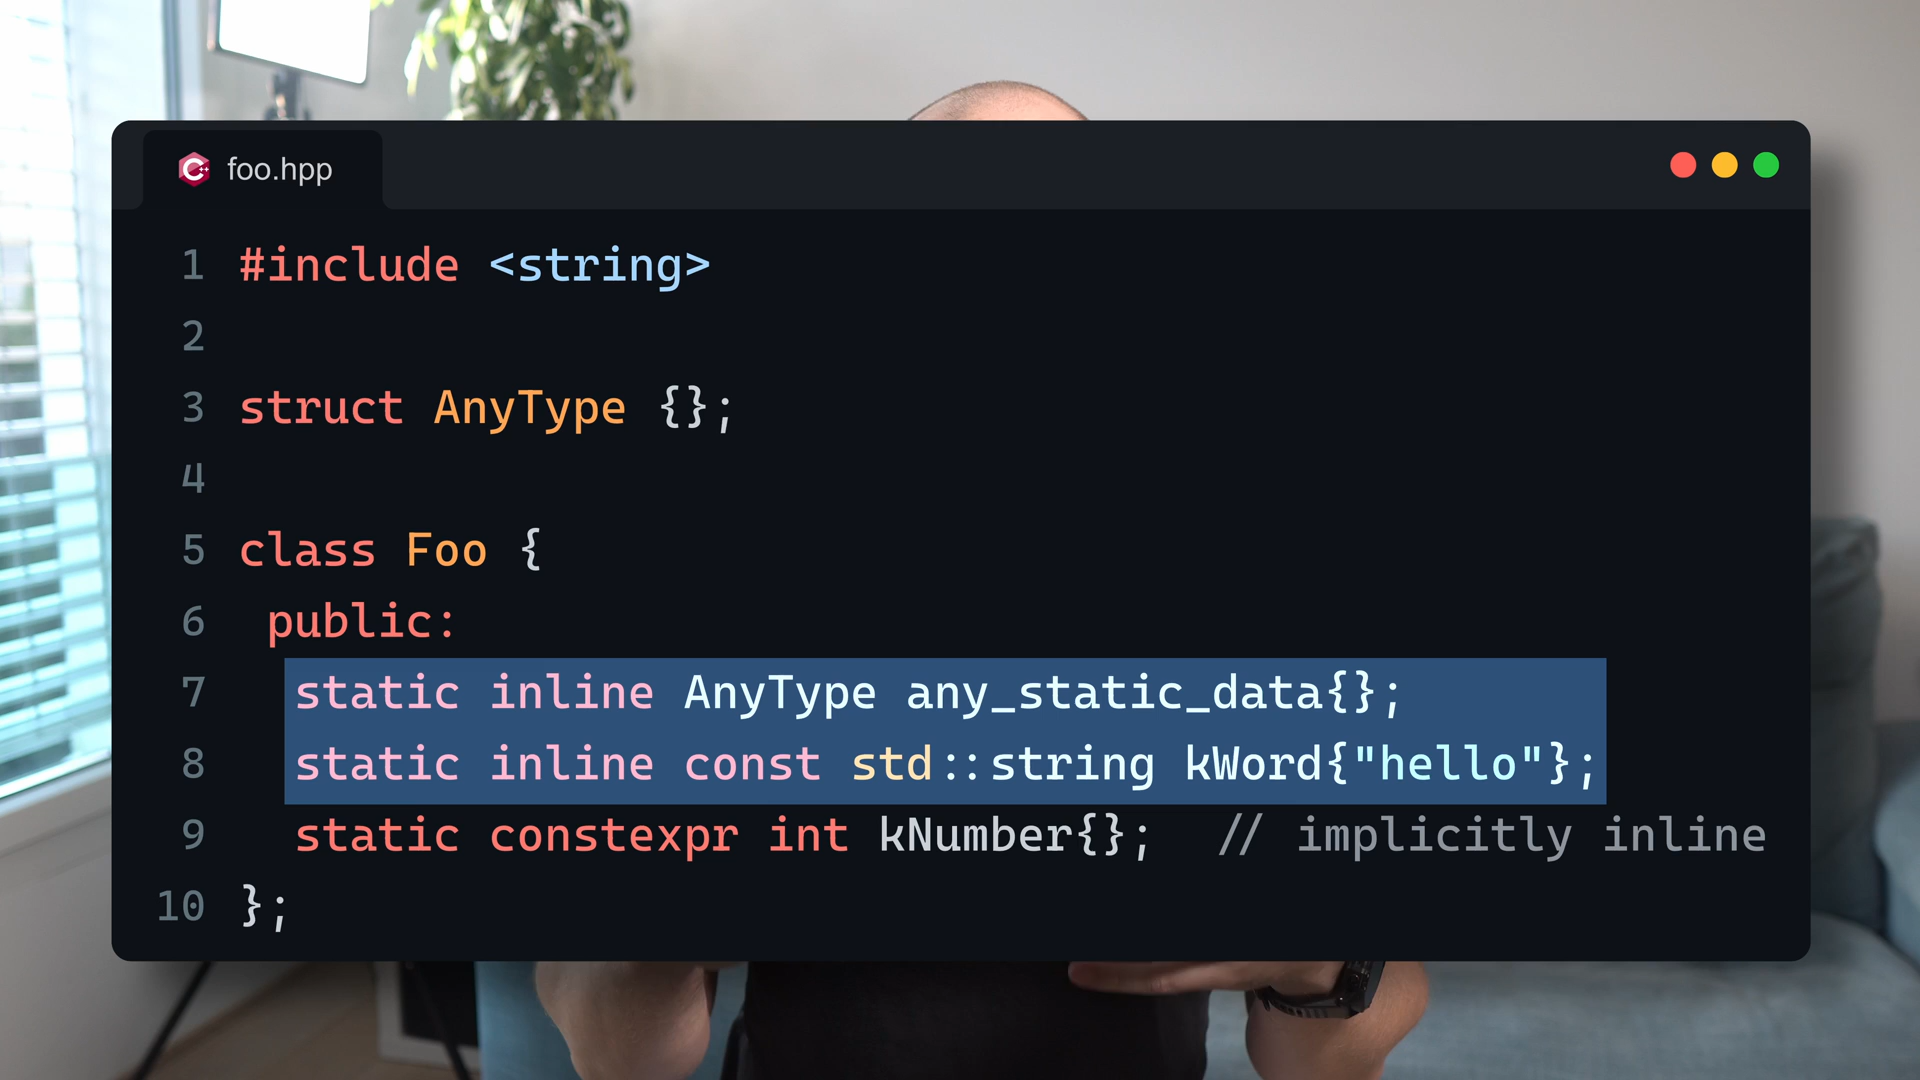 foo.hpp
1 #include <string>
2
3 struct AnyType {};
4
5 class Foo {
6 public:
7 static inline AnyType any_static_data{};
8 static inline const std::string kWord{"hello"};
9 static constexpr int kNumber{}; // implicitly inline
10 };